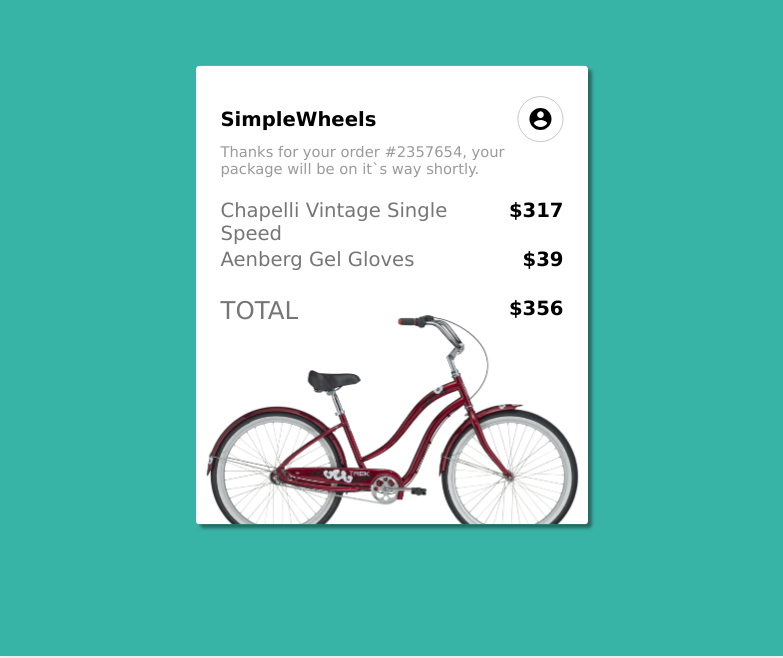 SimpleWheels
Thanks for your order #2357654, your
package will be on it`s way shortly.
Chapelli Vintage Single $317
Speed
Aenberg Gel Gloves $39
TOTAL $356
TREK